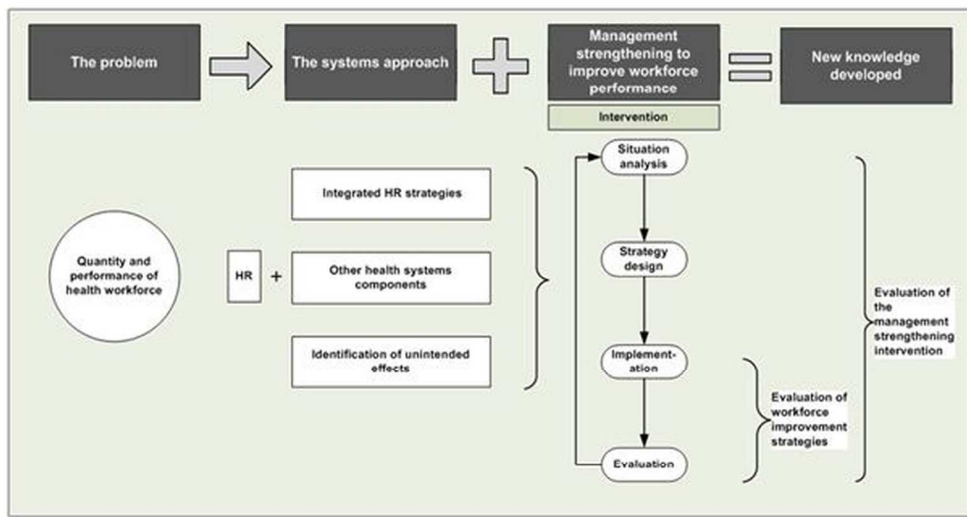 The problem
The systems approach
Management
strengthening to
improve workforce
performance
New knowledge
developed
Intervention
Situation
analysis
Integrated HR strategies
Quantity and
performance of
health workforce
HR
+
Other health systems
components
Strategy
design
Identification of unintended
effects
Implement-
ation
Evaluation
Evaluation of
workforce
improvement
strategies
Evaluation of
the
management
strengthening
intervention